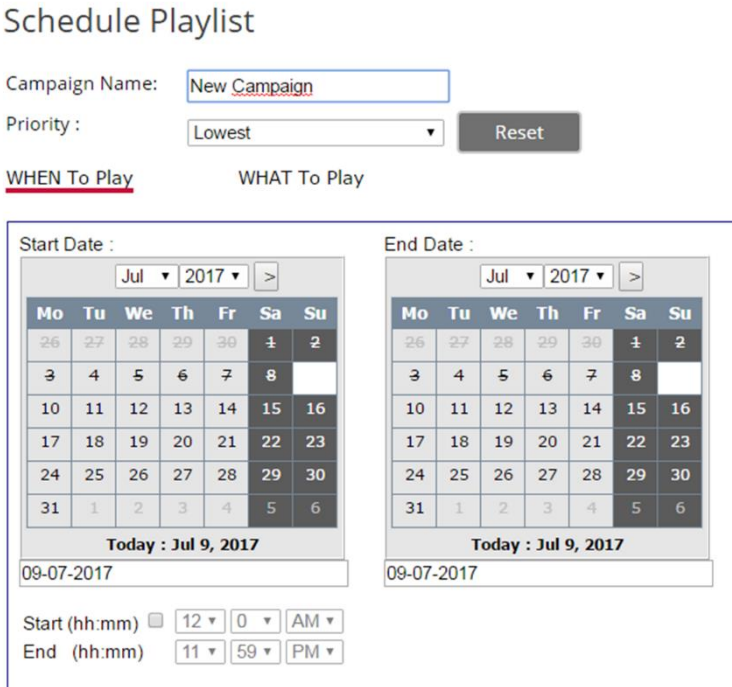 Schedule Playlist
Campaign Name: New Campaign
Priority : Lowest Reset
WHEN To Play WHAT To Play
Start Date : End Date :
Jul 2017 > Jul 2017 >
Mo Tu We Th Fr Sa Su Mo Tu We Th Fr Sa Su
26 27 28 29 30 1 2 26 27 28 29 30 1 2
3 4 5 6 7 8 3 4 5 6 7 8
10 11 12 13 14 15 16 10 11 12 13 14 15 16
17 18 19 20 21 22 23 17 18 19 20 21 22 23
24 25 26 27 28 29 30 24 25 26 27 28 29 30
31 1 2 3 4 5 6 31 1 2 3 4 5 6
Today : Jul 9, 2017 Today : Jul 9, 2017
09-07-2017 09-07-2017
Start (hh:mm) 12 0 AM
End (hh:mm) 11 59 PM